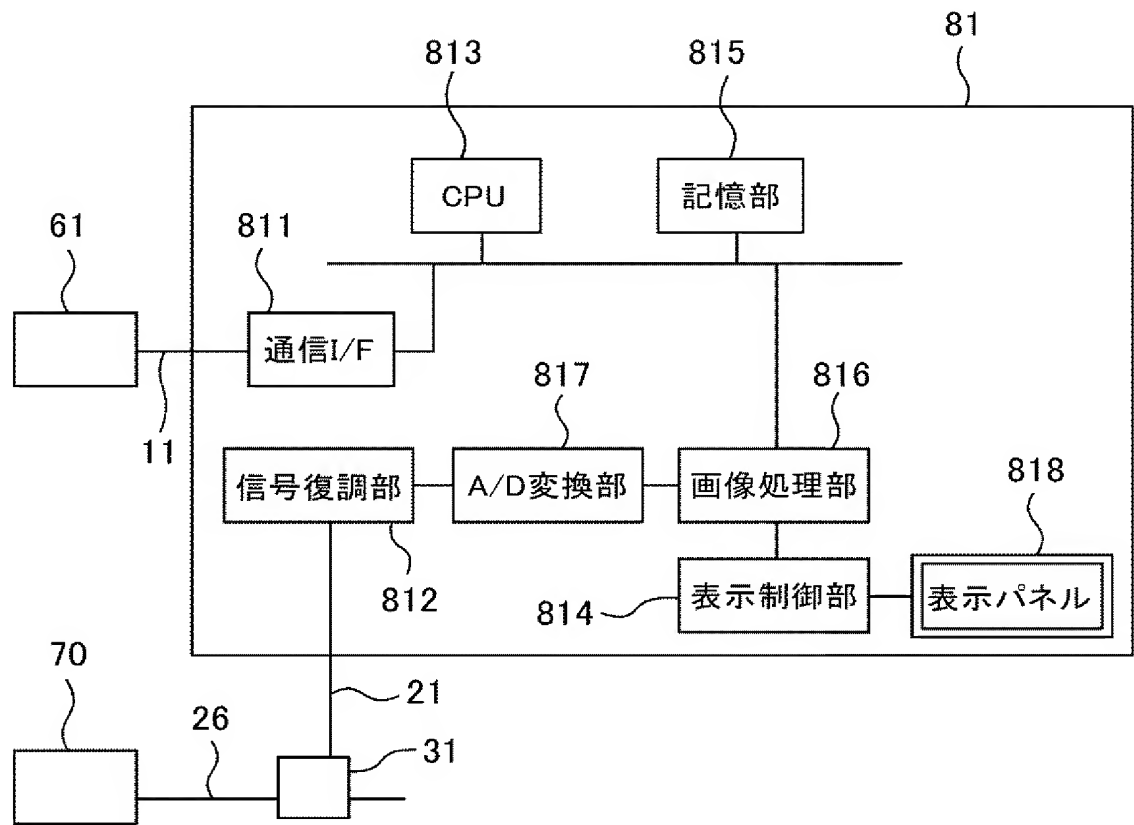 81
813
815
CPU
記憶部
61
811
通信I/F
11
817
816
信号復調部
A/D変換部
画像処理部
818
812
814
表示制御部
表示パネル
70
21
26
31